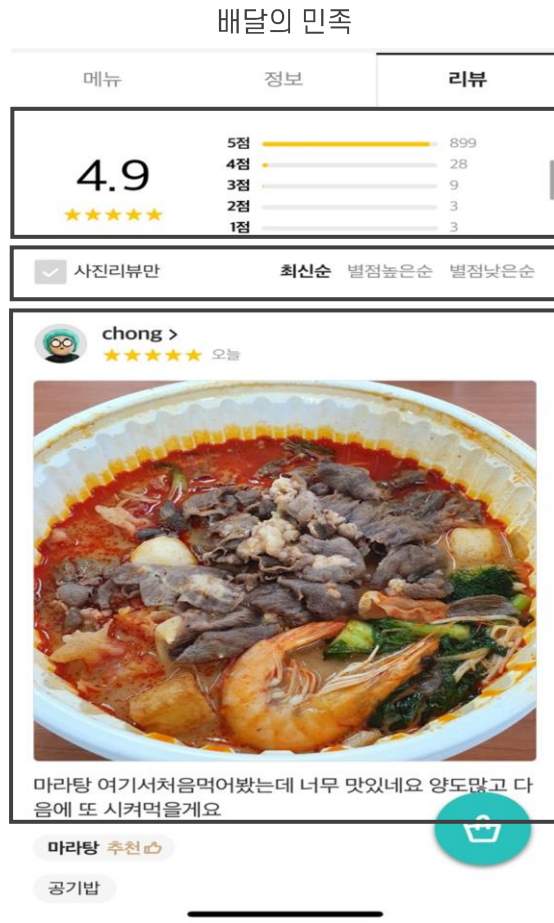 배달의 민족
메뉴 정보 리뷰
4.9
5점 899
4점 28
3점 9
2점 3
1점 3
사진리뷰만 최신순 별점높은순 별점낮은순
chong >
오늘
마라탕 여기서처음먹어봤는데 너무 맛있네요 양도많고 다
음에 또 시켜먹을게요
마라탕 추천
공기밥